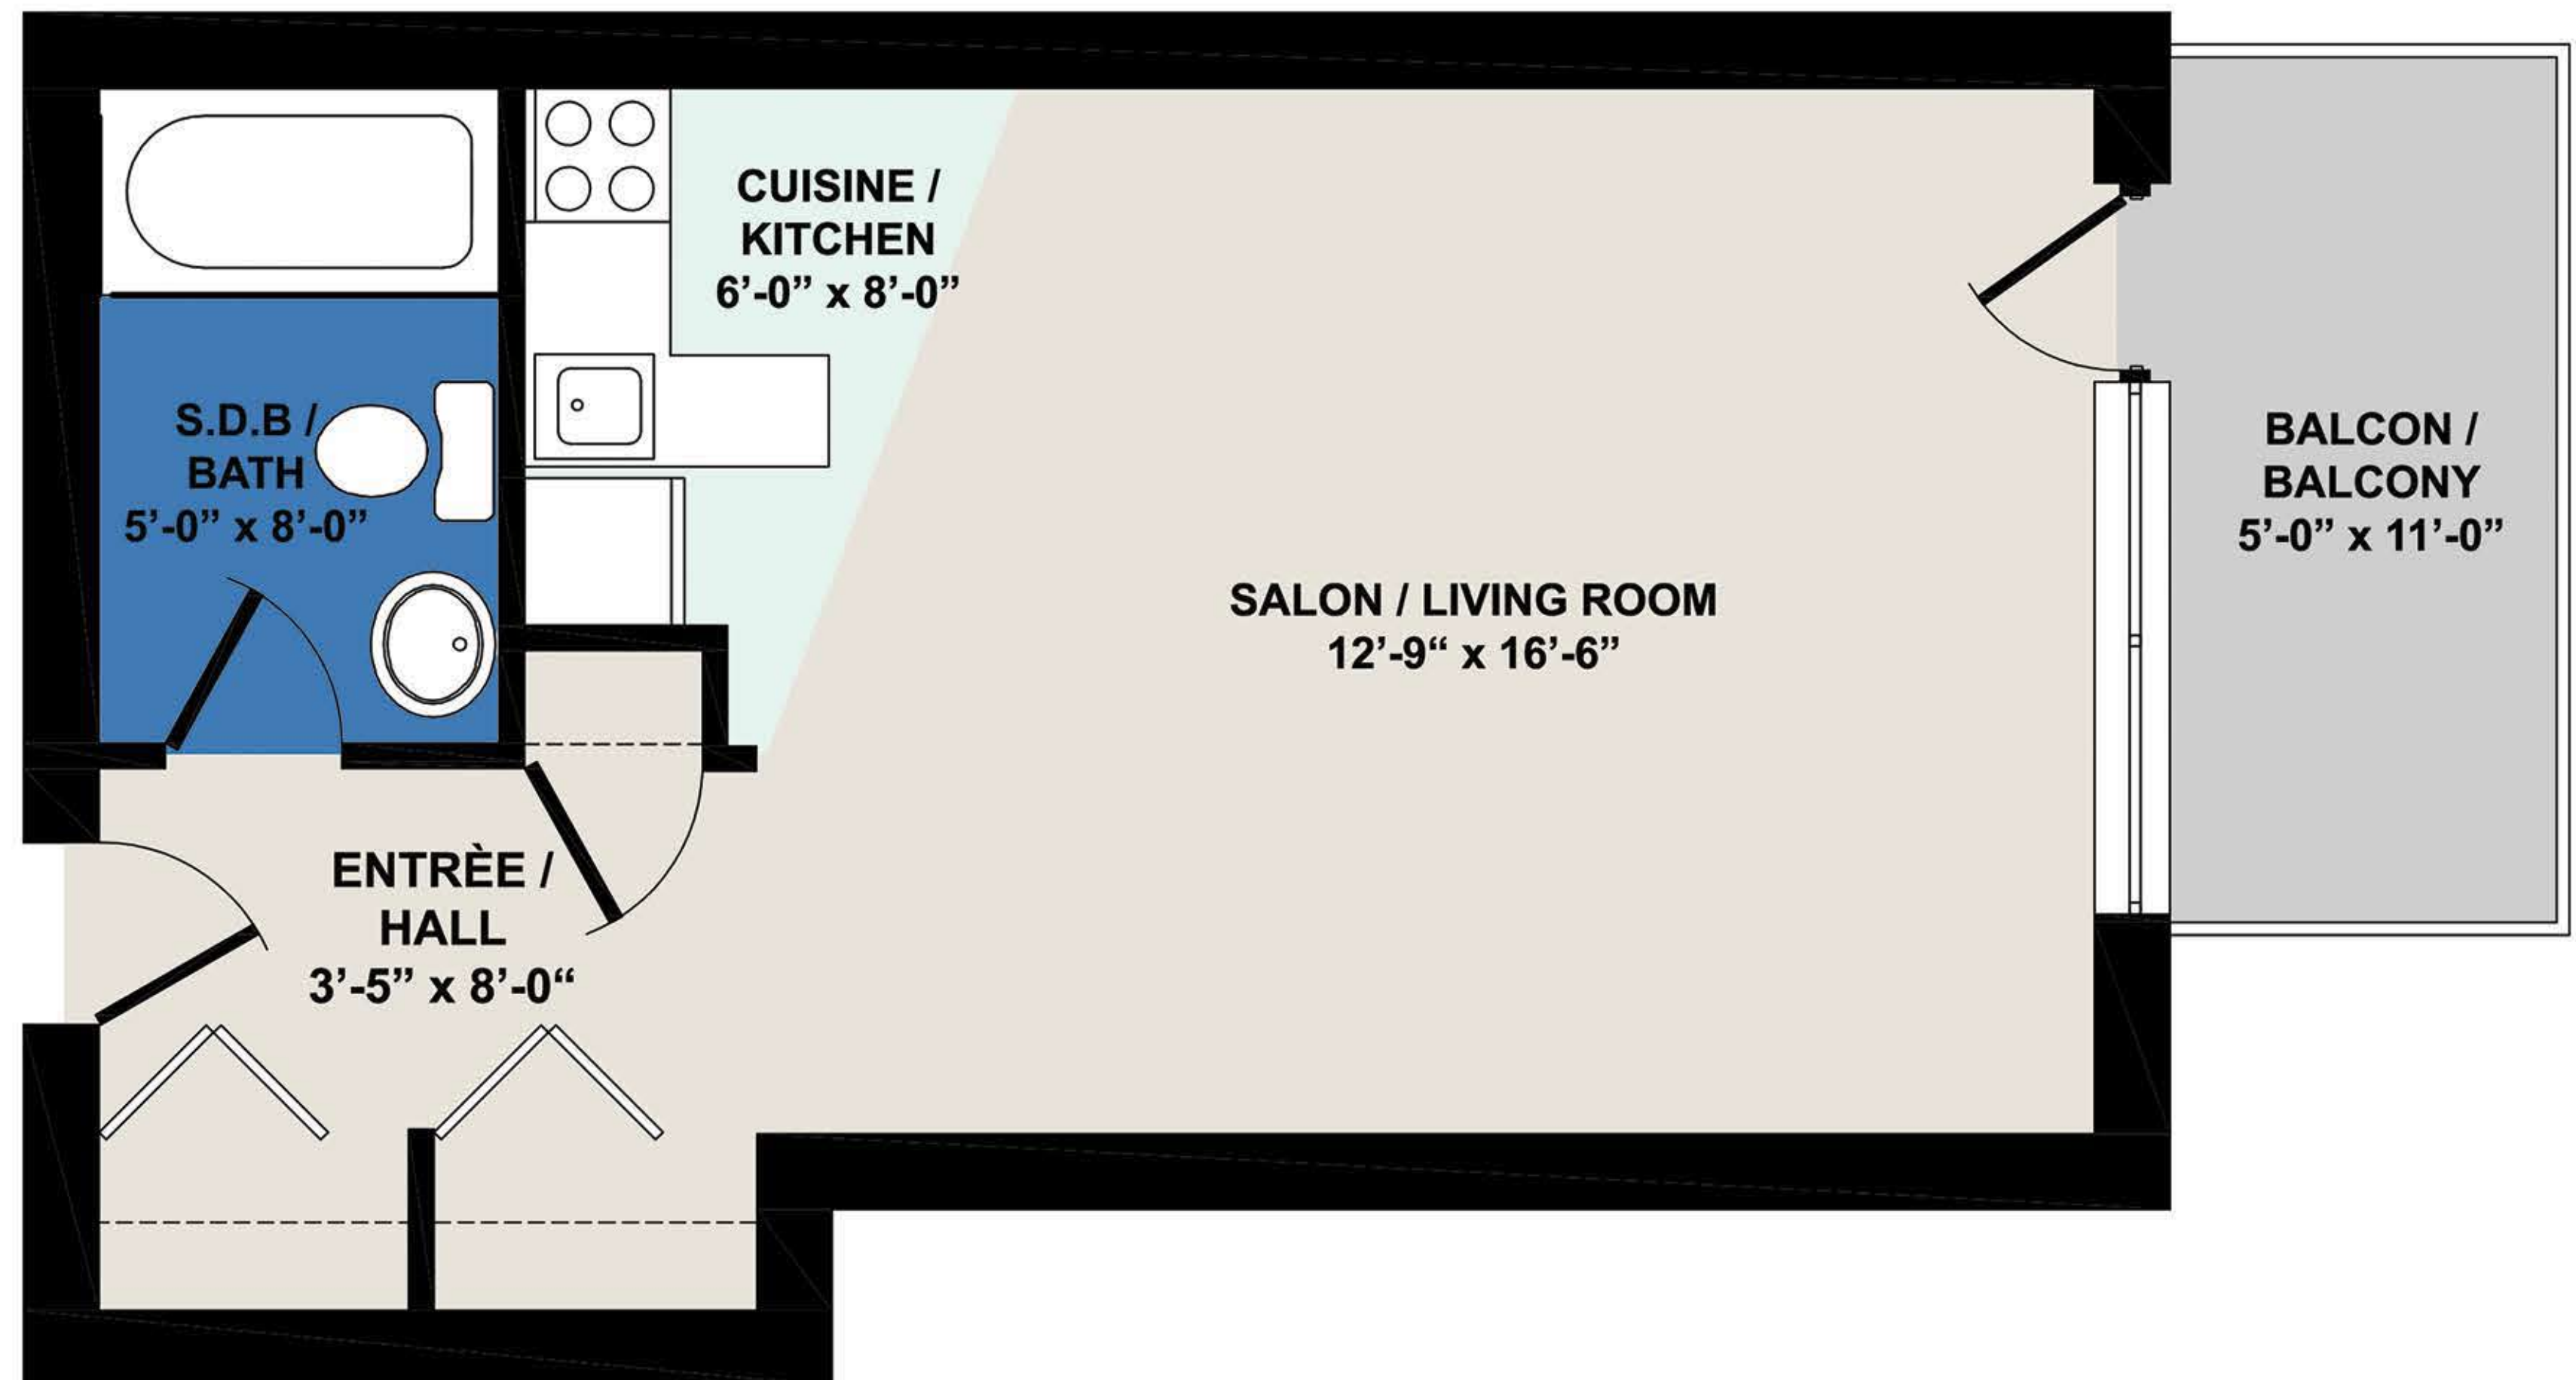 CUISINE /
KITCHEN
6’-0” x 8’-0”
S.D.B /
BATH
5’-0” x 8’-0”
BALCON /
BALCONY
5’-0” x 11’-0”
SALON / LIVING ROOM
12’-9“ x 16’-6”
ENTRÈE /
HALL
3’-5” x 8’-0“